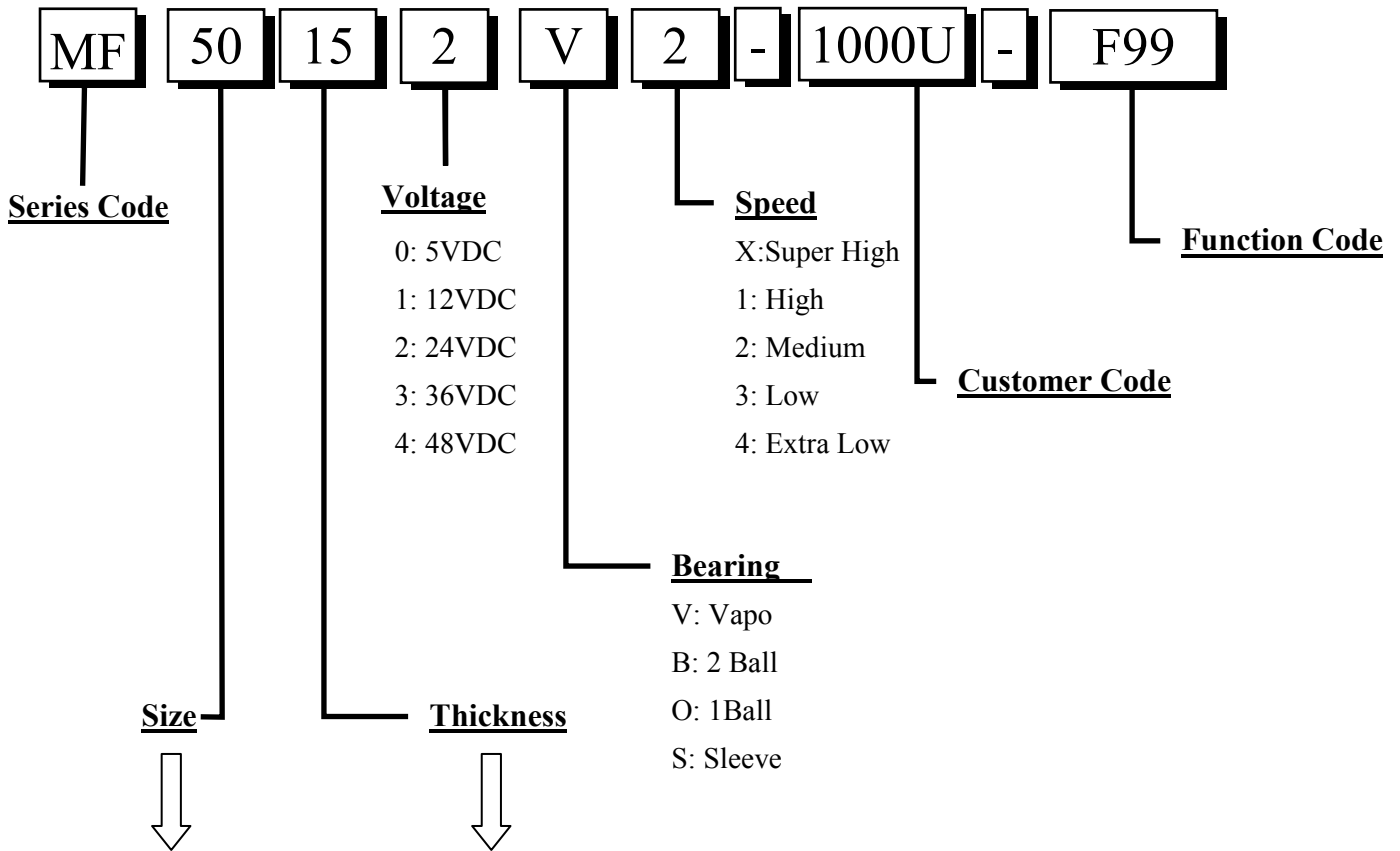 MF 50 15 2 V 2 - 1000U - F99
Series Code
Voltage
0: 5VDC
1: 12VDC
2: 24VDC
3: 36VDC
4: 48VDC
Speed
X:Super High
1: High
2: Medium
3: Low
4: Extra Low
Function Code
Customer Code
Bearing
V: Vapo
B: 2 Ball
O: 1Ball
S: Sleeve
Size
Thickness